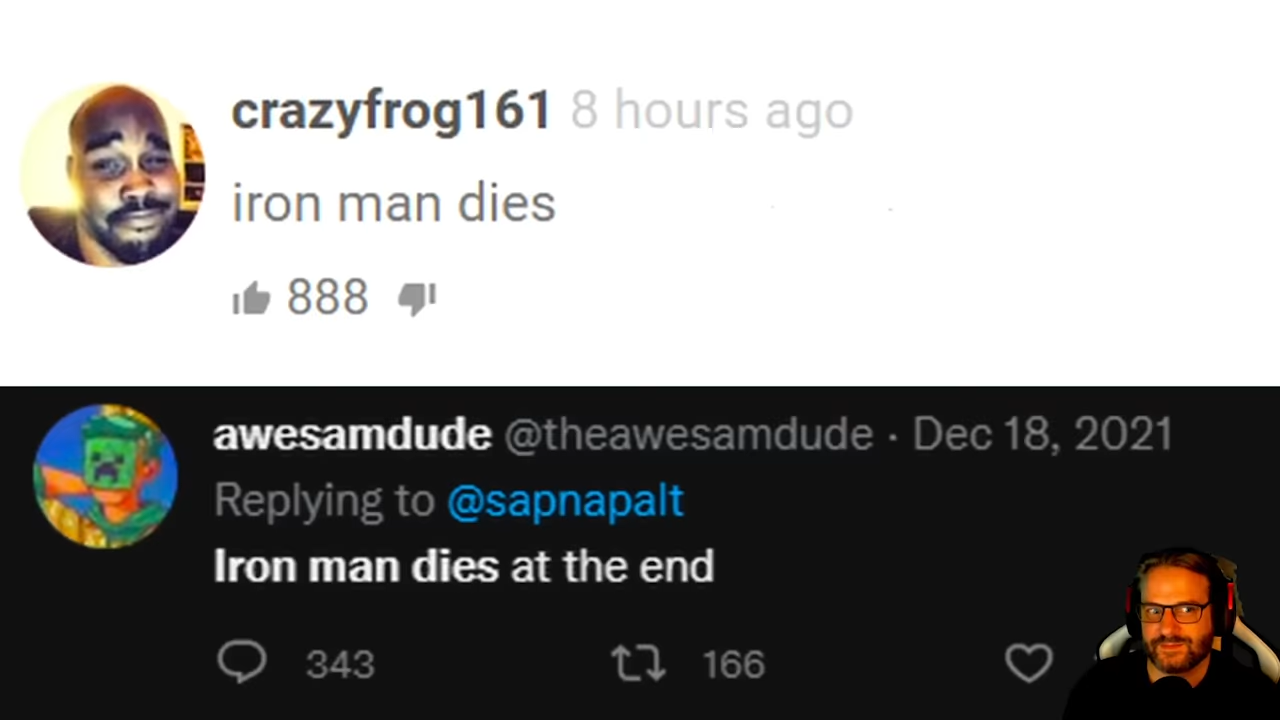 crazyfrog161 8 hours ago
iron man dies
888
awesamdude @theawesamdude · Dec 18, 2021
Replying to @sapnapalt
Iron man dies at the end
343 166